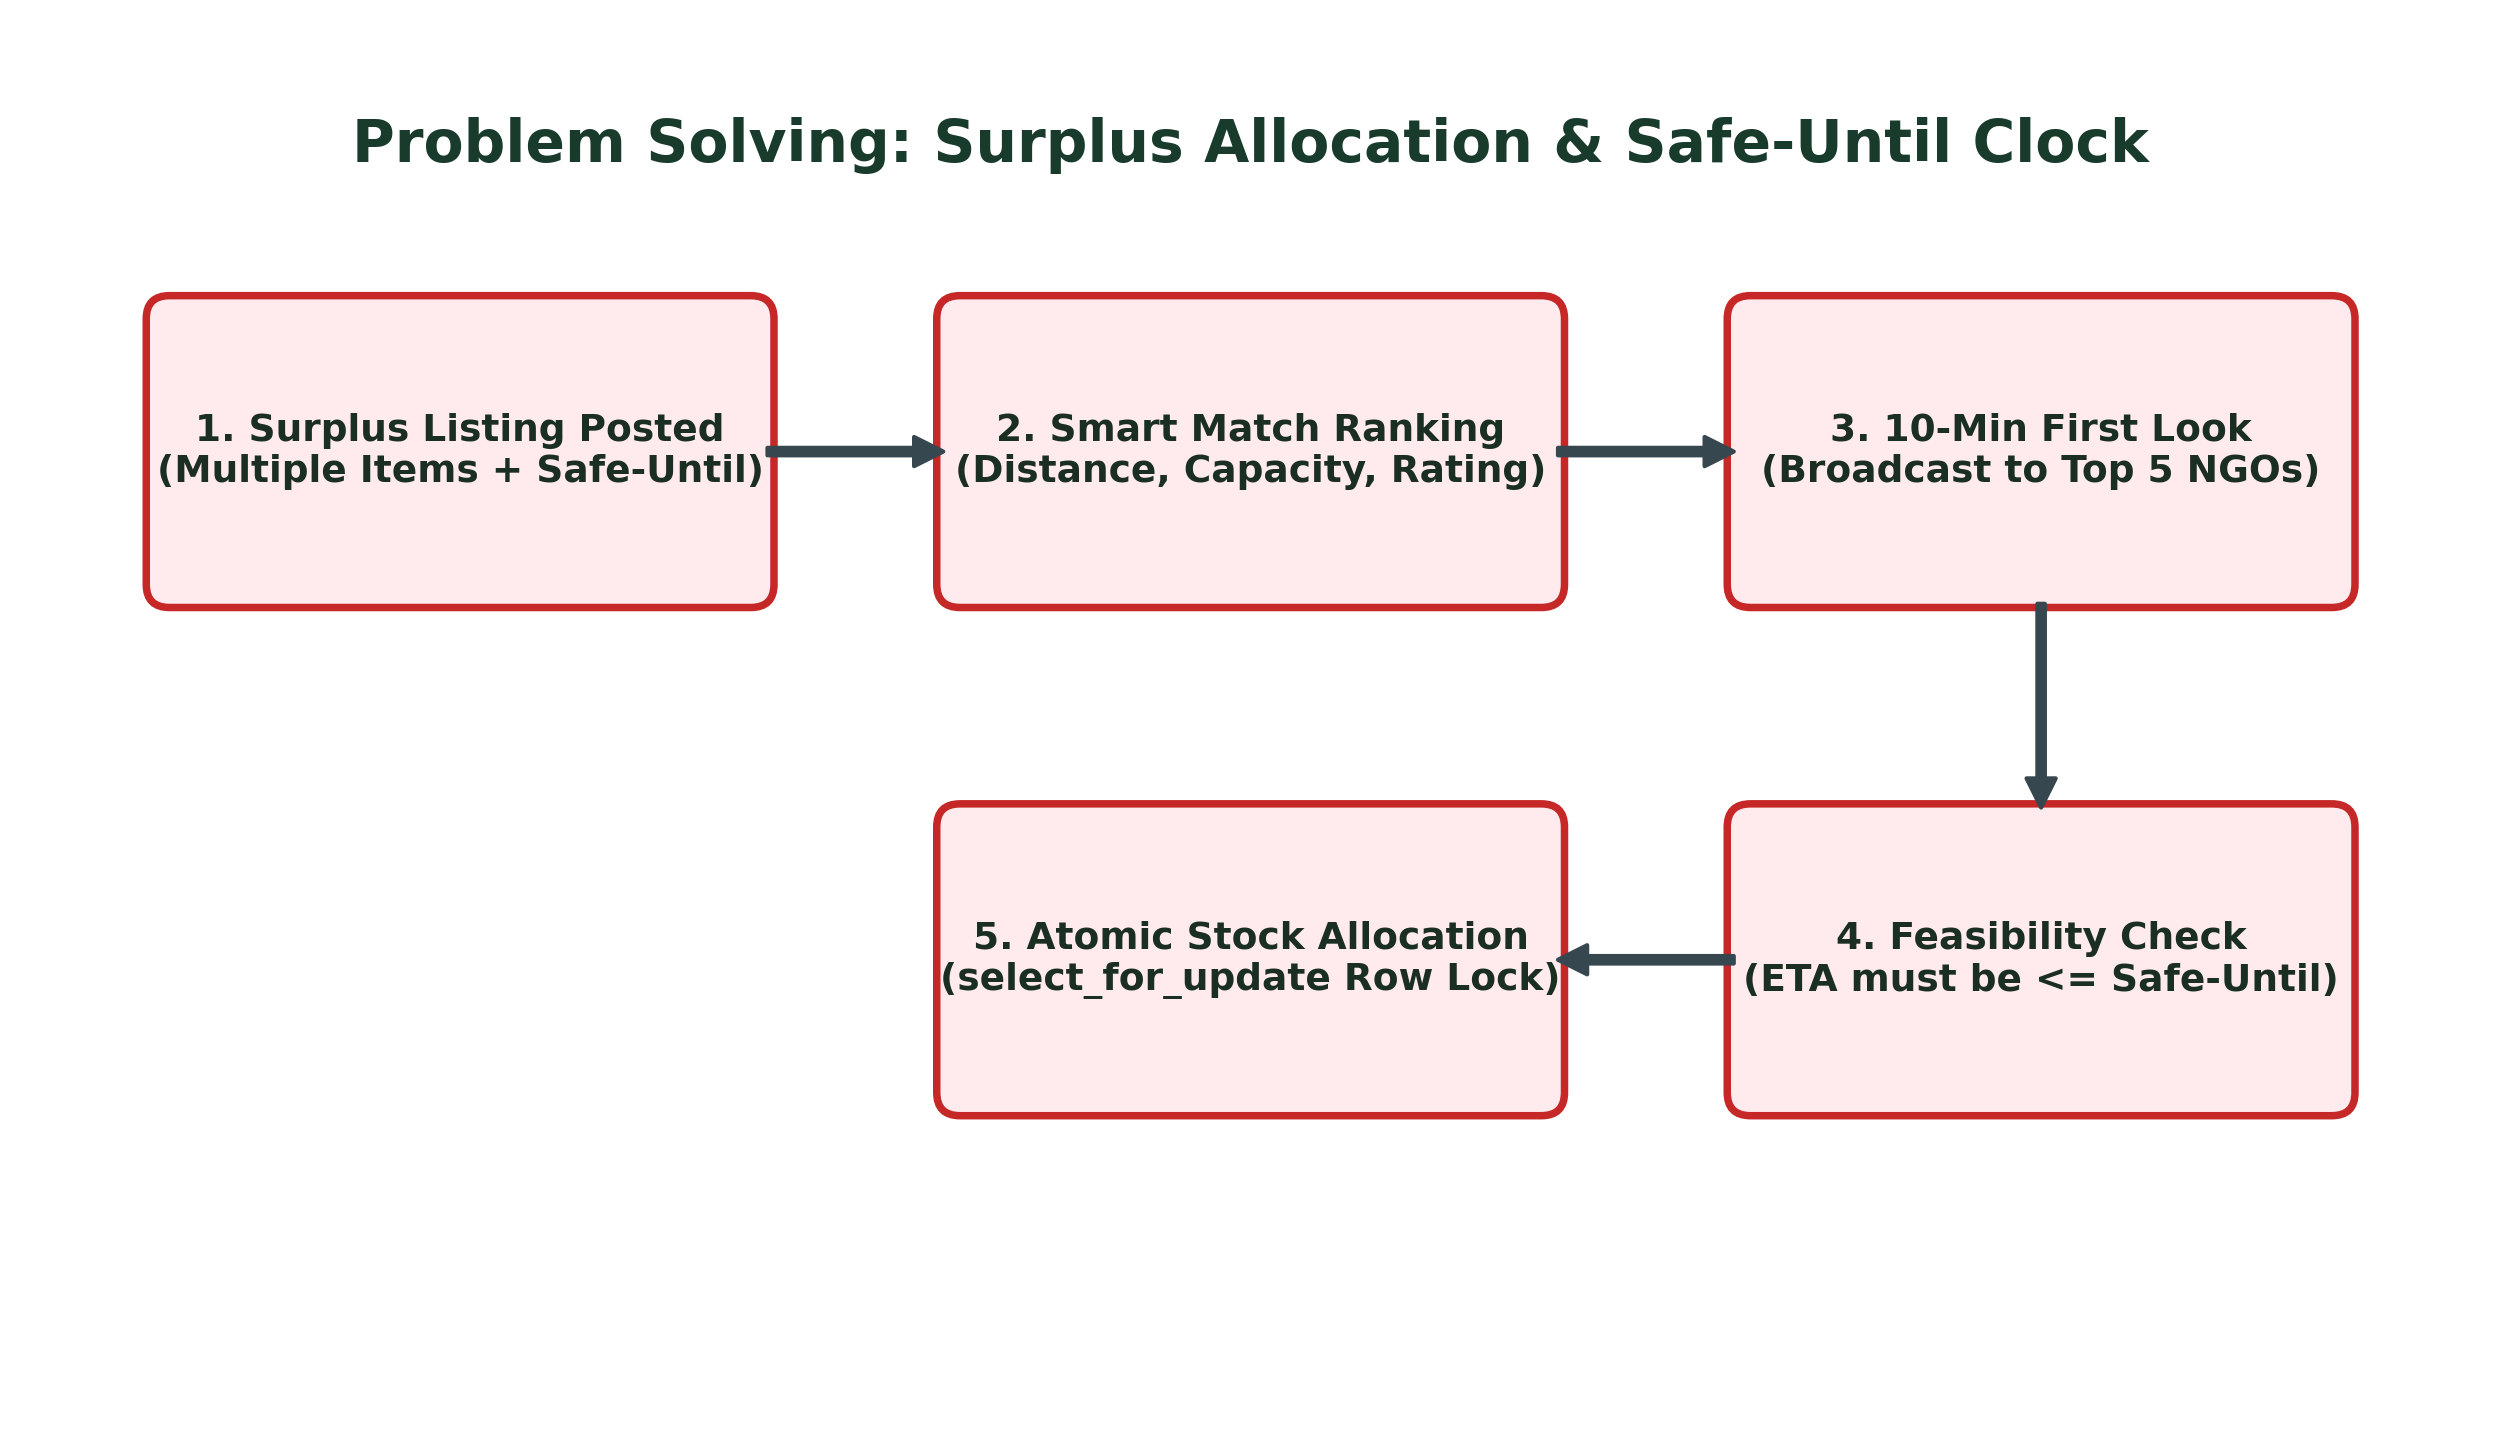 Problem Solving: Surplus Allocation & Safe-Until Clock
1. Surplus Listing Posted
(Multiple Items + Safe-Until)
2. Smart Match Ranking
(Distance, Capacity, Rating)
3. 10-Min First Look
(Broadcast to Top 5 NGOs)
4. Feasibility Check
(ETA must be <= Safe-Until)
5. Atomic Stock Allocation
(select_for_update Row Lock)